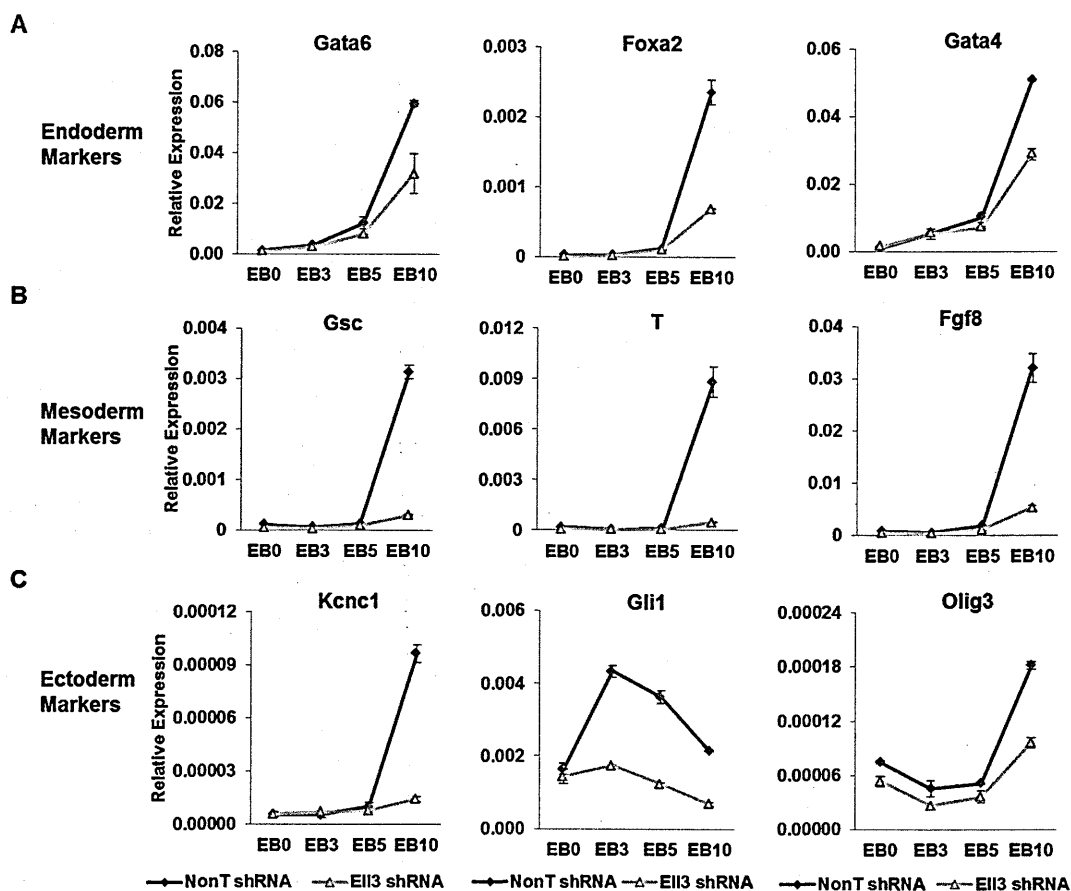 A
Endoderm
Markers
Relative Expression
Gata6
0.08
0.06
0.04
0.02
0.00
EB0 EB3 EB5 EB10
Foxa2
0.003
0.002
0.001
0
EB0 EB3 EB5 EB10
Gata4
0.06
0.04
0.02
0.00
EB0 EB3 EB5 EB10
B
Mesoderm
Markers
Relative Expression
Gsc
0.004
0.003
0.002
0.001
0
EB0 EB3 EB5 EB10
T
0.012
0.009
0.006
0.003
0
EB0 EB3 EB5 EB10
Fgf8
0.04
0.03
0.02
0.01
0
EB0 EB3 EB5 EB10
C
Ectoderm
Markers
Relative Expression
Kcnc1
0.00012
0.00009
0.00006
0.00003
0.00000
EB0 EB3 EB5 EB10
Gli1
0.006
0.004
0.002
0.000
EB0 EB3 EB5 EB10
Olig3
0.00024
0.00018
0.00012
0.00006
0.00000
EB0 EB3 EB5 EB10
NonT shRNA Ell3 shRNA
NonT shRNA Ell3 shRNA
NonT shRNA Ell3 shRNA